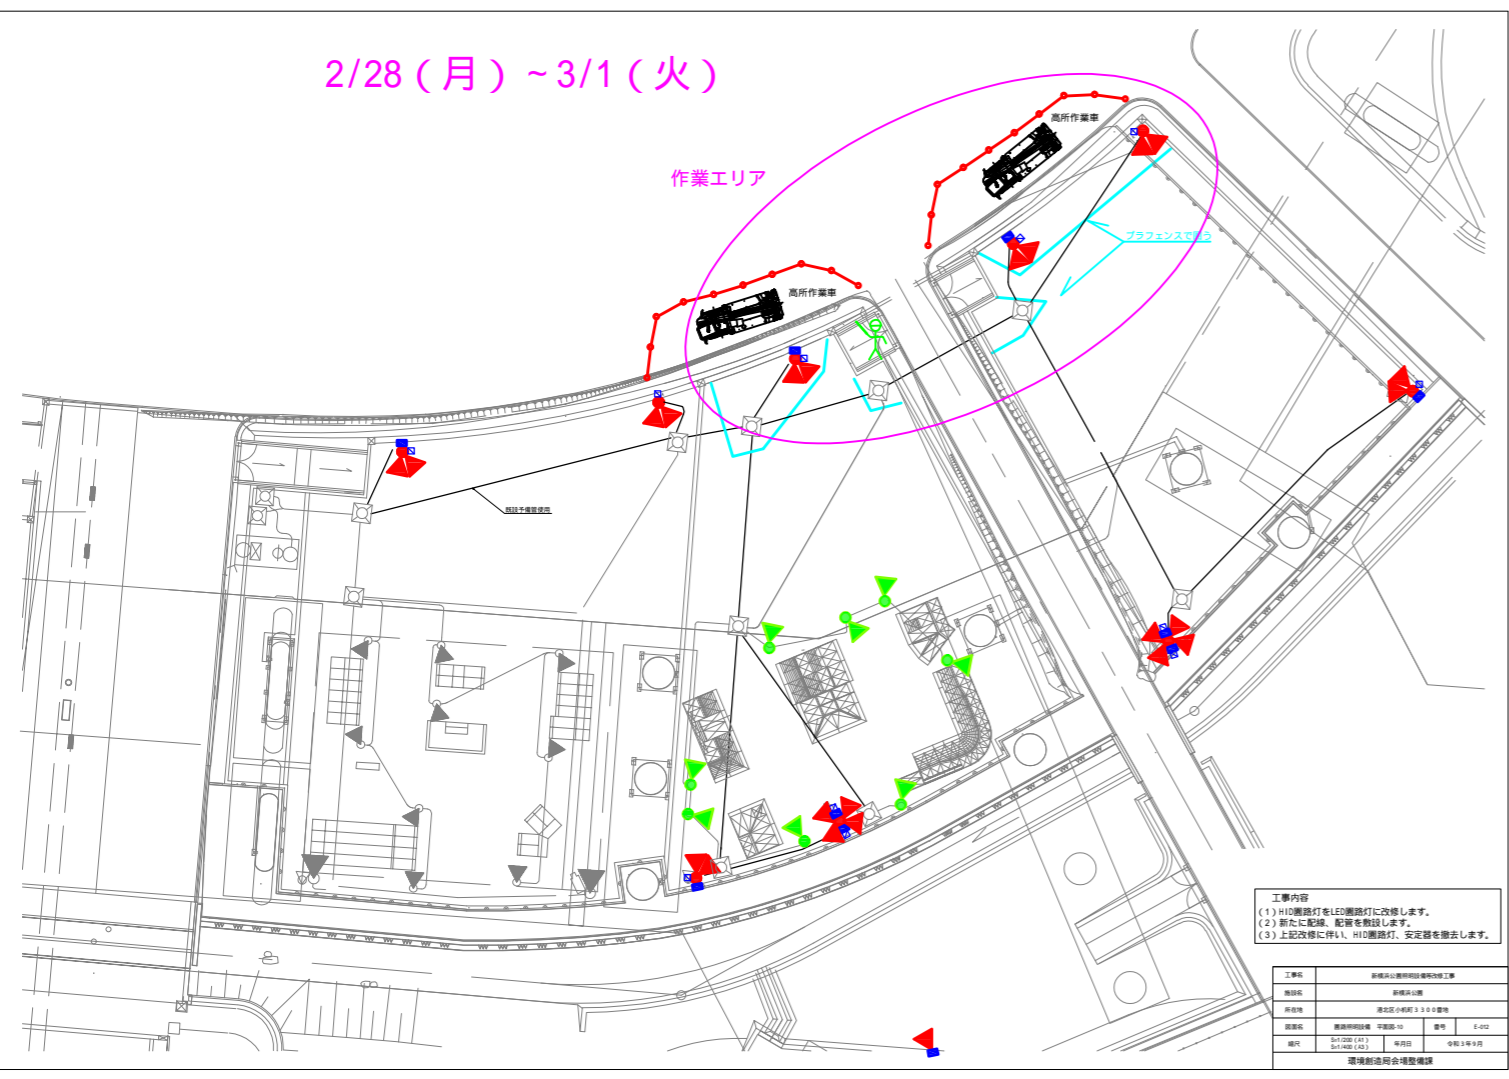 2/28（月）~3/1（火）
作業エリア
高所作業車
高所作業車
プラフェンスで囲う
既設予備管使用
工事内容
(1) HID園路灯をLED園路灯に改修します。
(2) 新たに配線、配管を敷設します。
(3) 上記改修に伴い、HID園路灯、安定器を撤去します。
工事名 新横浜公園照明設備等改修工事
施設名 新横浜公園
所在地 港北区小机町3300番地
図面名 園路照明設備 平面図-10 番号 E-012
縮尺 S=1/200 (A1) 年月日 令和3年9月
S=1/400 (A3)
環境創造局会場整備課